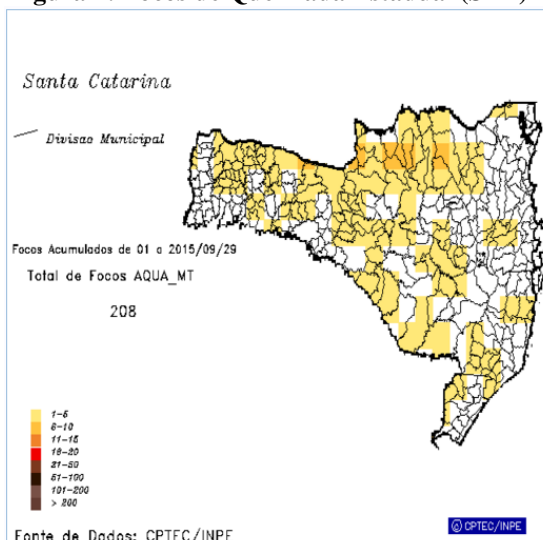 Santa Catarina
Divisao Municipal
Focos Acumulados de 01 a 2015/09/29
Total de Focos AQUA_MT
208
1-5
6-10
11-15
16-20
21-50
51-100
101-200
> 200
© CPTEC/INPE
Fonte de Dados: CPTEC/INPE